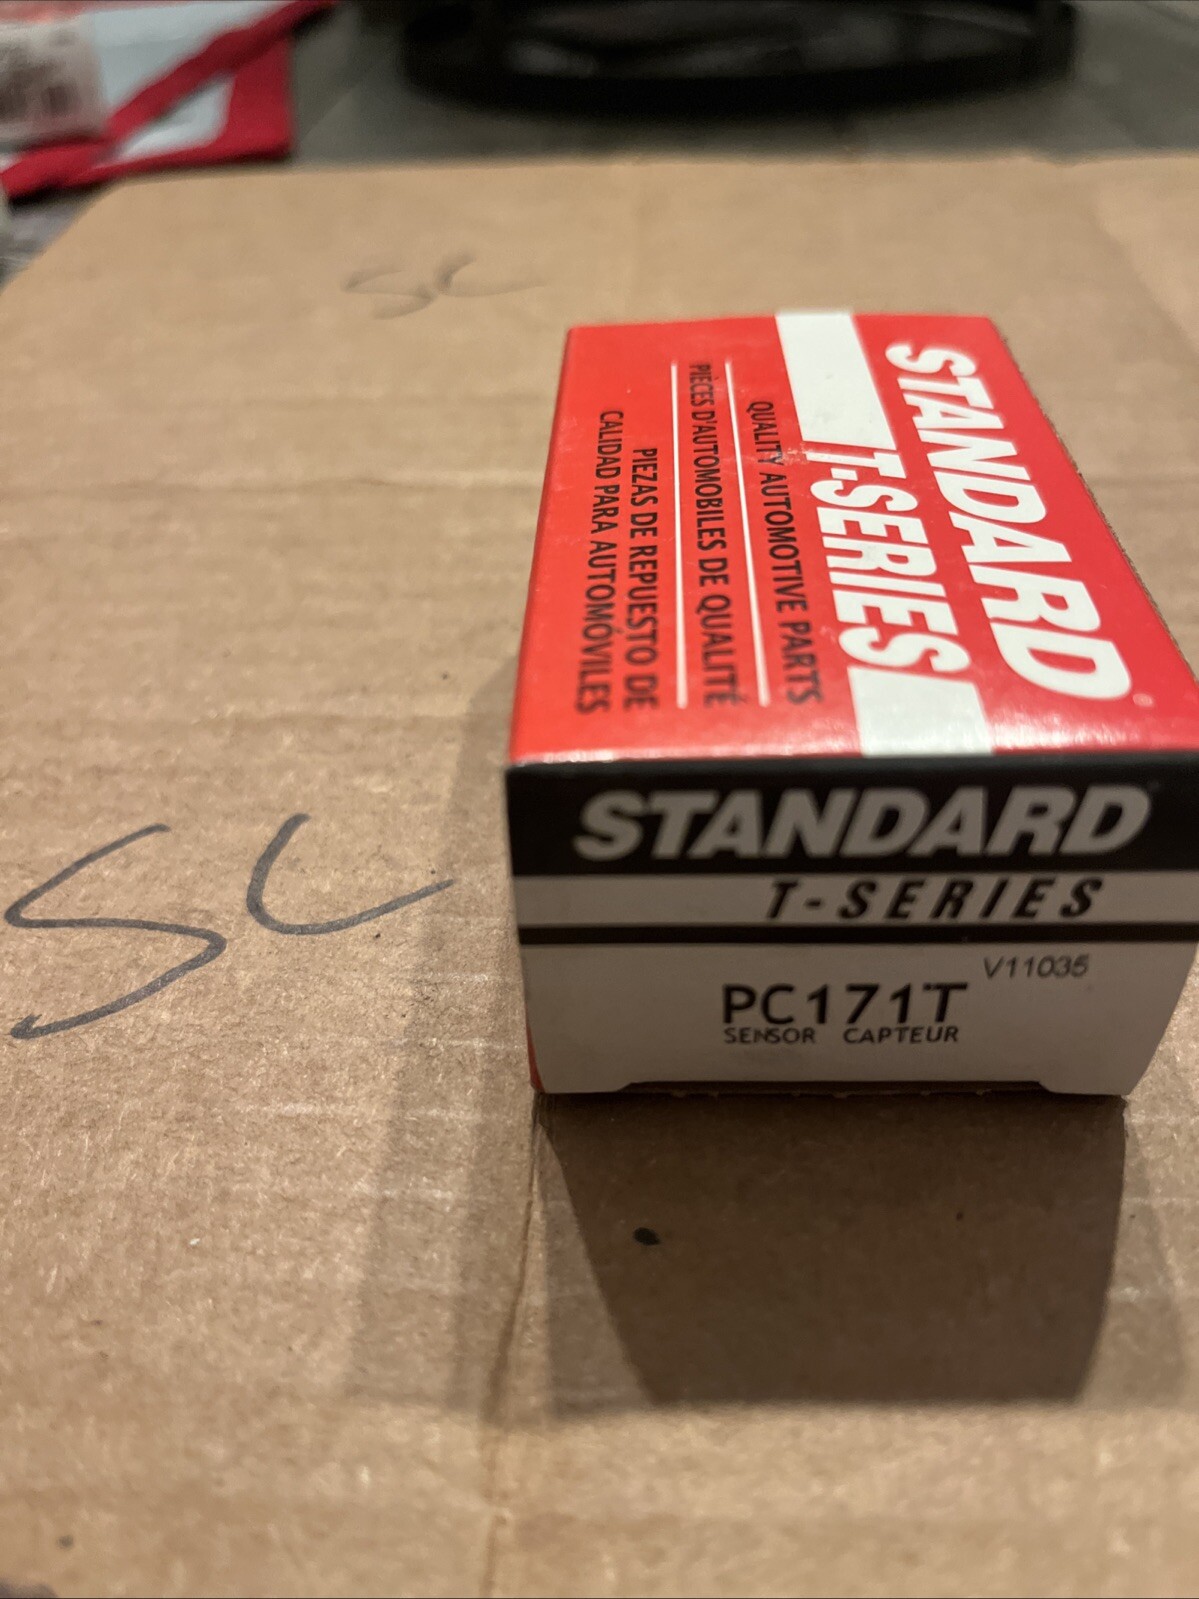 SC
STANDARD
T-SERIES
QUALITY AUTOMOTIVE PARTS
PIÈCES D'AUTOMOBILES DE QUALITÉ
PIEZAS DE REPUESTO DE
CALIDAD PARA AUTOMÓVILES
SC
STANDARD
T-SERIES
V11035
PC171T
SENSOR CAPTEUR